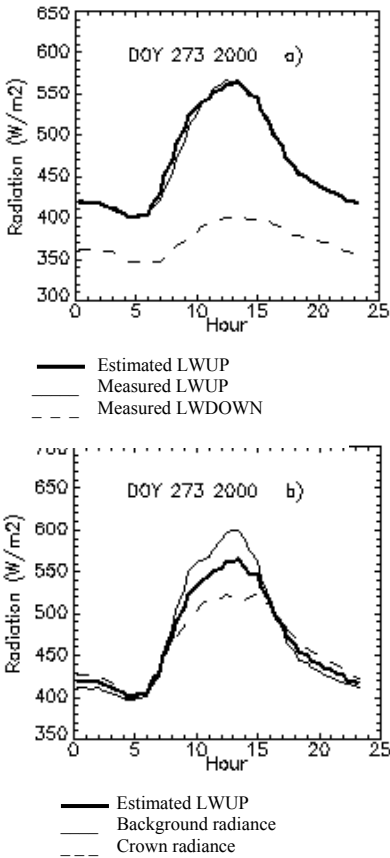 650
600
550
500
450
400
350
300
Radiation (W/m2)
DOY 273 2000 a)
0 5 10 15 20 25
Hour
Estimated LWUP
Measured LWUP
Measured LWDOWN
700
650
600
550
500
450
400
350
Radiation (W/m2)
DOY 273 2000 b)
0 5 10 15 20 25
Hour
Estimated LWUP
Background radiance
Crown radiance